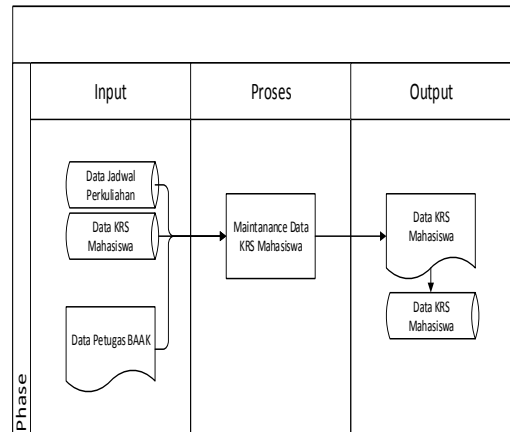 Input
Proses
Output
Data Jadwal
Perkuliahan
Data KRS
Mahasiswa
Data Petugas BAAK
Maintanance Data
KRS Mahasiswa
Data KRS
Mahasiswa
Data KRS
Mahasiswa
Phase